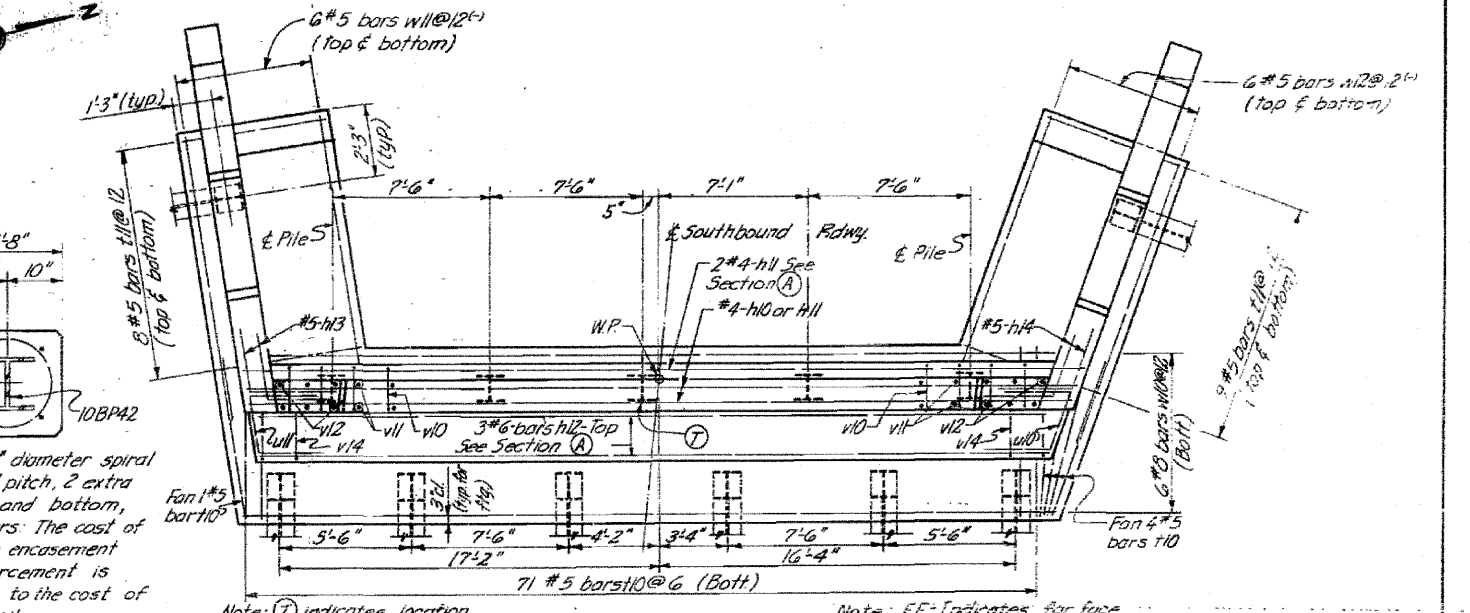 N
6 #5 bars w11@12(-)
(top & bottom)
1'-3" (typ.)
2'-3"
(typ.)
8 #5 bars t11@12
(top & bottom)
6 #5 bars w12@12(-)
(top & bottom)
7'-6"
7'-6"
5"
7'-1"
7'-6"
℄ Pile
℄ Southbound Rdwy.
℄ Pile
2 #4-h11 See
Section (A)
#4-h10 or h11
W.P.
#5-h13
#5-h14
9 #5 bars t11@
(top & bottom)
6 #8 bars w10@12
(Bott)
'-8"
10"
10BP42
v12
v11
v10
u11
v14
3 #6-bars h12-Top
See Section (A)
T
v10
v11
v12
v14
u10
" diameter spiral
pitch, 2 extra
and bottom,
rs. The cost of
encasement
rcement is
to the cost of
Fan 1 #5
bar t10
3" cl.
(typ. for
ftg.)
Fan 4 #5
bars t10
5'-6"
7'-6"
4'-2"
3'-4"
7'-6"
5'-6"
17'-2"
16'-4"
71 #5 bars t10@6 (Bott.)
Note: (T) indicates location
Note: FF-Indicates far face